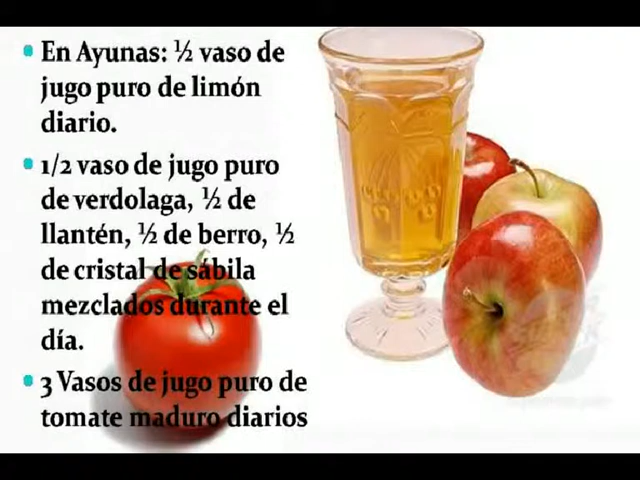 • En Ayunas: ½ vaso de
jugo puro de limón
diario.
• 1/2 vaso de jugo puro
de verdolaga, ½ de
llantén, ½ de berro, ½
de cristal de sábila
mezclados durante el
día.
• 3 Vasos de jugo puro de
tomate maduro diarios